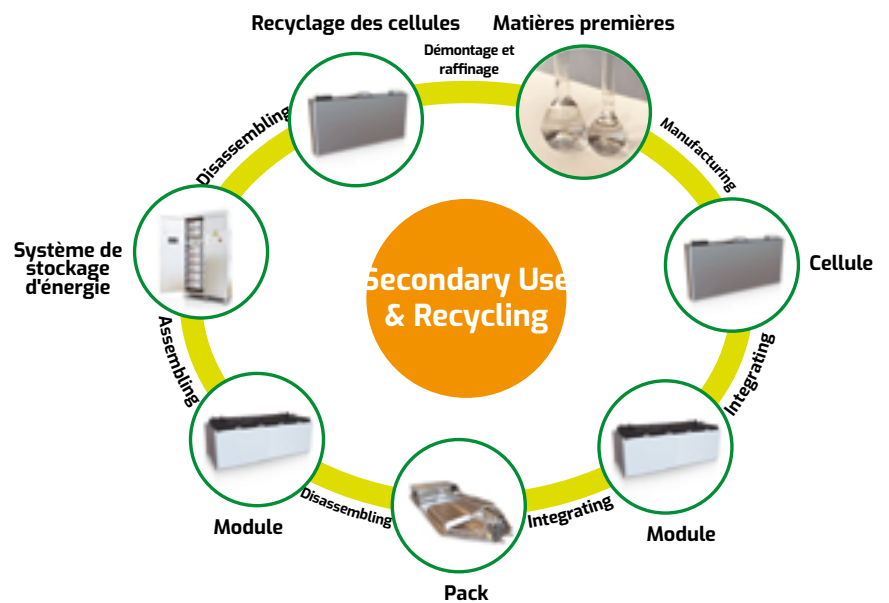 Recyclage des cellules
Démontage et
raffinage
Matières premières
Manufacturing
Cellule
Integrating
Module
Integrating
Pack
Disassembling
Module
Assembling
Système de
stockage
d'énergie
Disassembling
Secondary Use
& Recycling